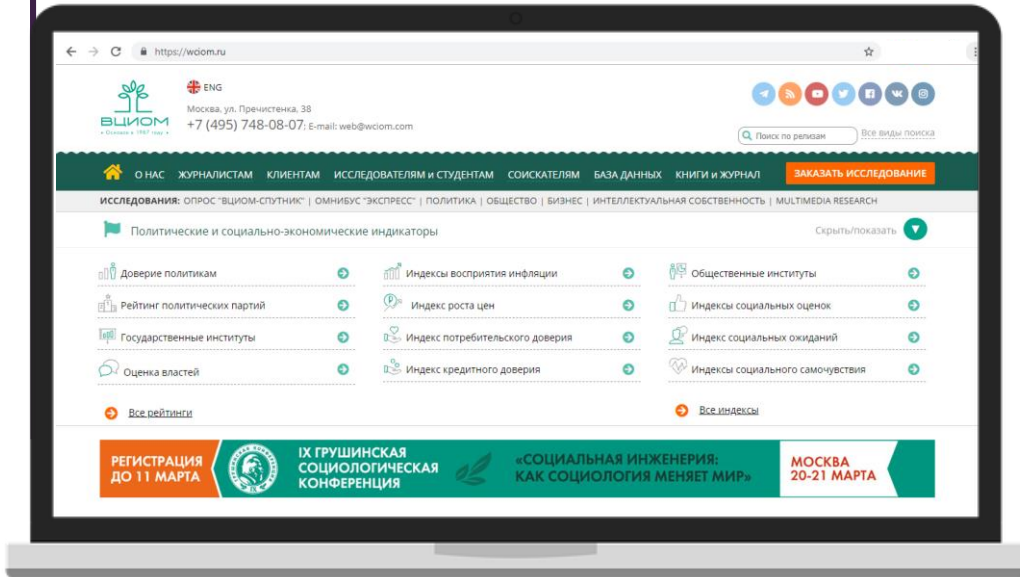 https://wciom.ru
ENG
Москва, ул. Пречистенка, 38
+7 (495) 748-08-07; E-mail: web@wciom.com
ВЦИОМ
• Основан в 1987 году •
Поиск по релизам
Все виды поиска
О НАС ЖУРНАЛИСТАМ КЛИЕНТАМ ИССЛЕДОВАТЕЛЯМ и СТУДЕНТАМ СОИСКАТЕЛЯМ БАЗА ДАННЫХ КНИГИ и ЖУРНАЛ ЗАКАЗАТЬ ИССЛЕДОВАНИЕ
ИССЛЕДОВАНИЯ: ОПРОС "ВЦИОМ-СПУТНИК" | ОМНИБУС "ЭКСПРЕСС" | ПОЛИТИКА | ОБЩЕСТВО | БИЗНЕС | ИНТЕЛЛЕКТУАЛЬНАЯ СОБСТВЕННОСТЬ | MULTIMEDIA RESEARCH
Политические и социально-экономические индикаторы
Скрыть/показать
Доверие политикам
Рейтинг политических партий
Государственные институты
Оценка властей
Все рейтинги
Индексы восприятия инфляции
Индекс роста цен
Индекс потребительского доверия
Индекс кредитного доверия
Общественные институты
Индексы социальных оценок
Индекс социальных ожиданий
Индексы социального самочувствия
Все индексы
РЕГИСТРАЦИЯ
ДО 11 МАРТА
IX ГРУШИНСКАЯ
СОЦИОЛОГИЧЕСКАЯ
КОНФЕРЕНЦИЯ
«СОЦИАЛЬНАЯ ИНЖЕНЕРИЯ:
КАК СОЦИОЛОГИЯ МЕНЯЕТ МИР»
МОСКВА
20-21 МАРТА